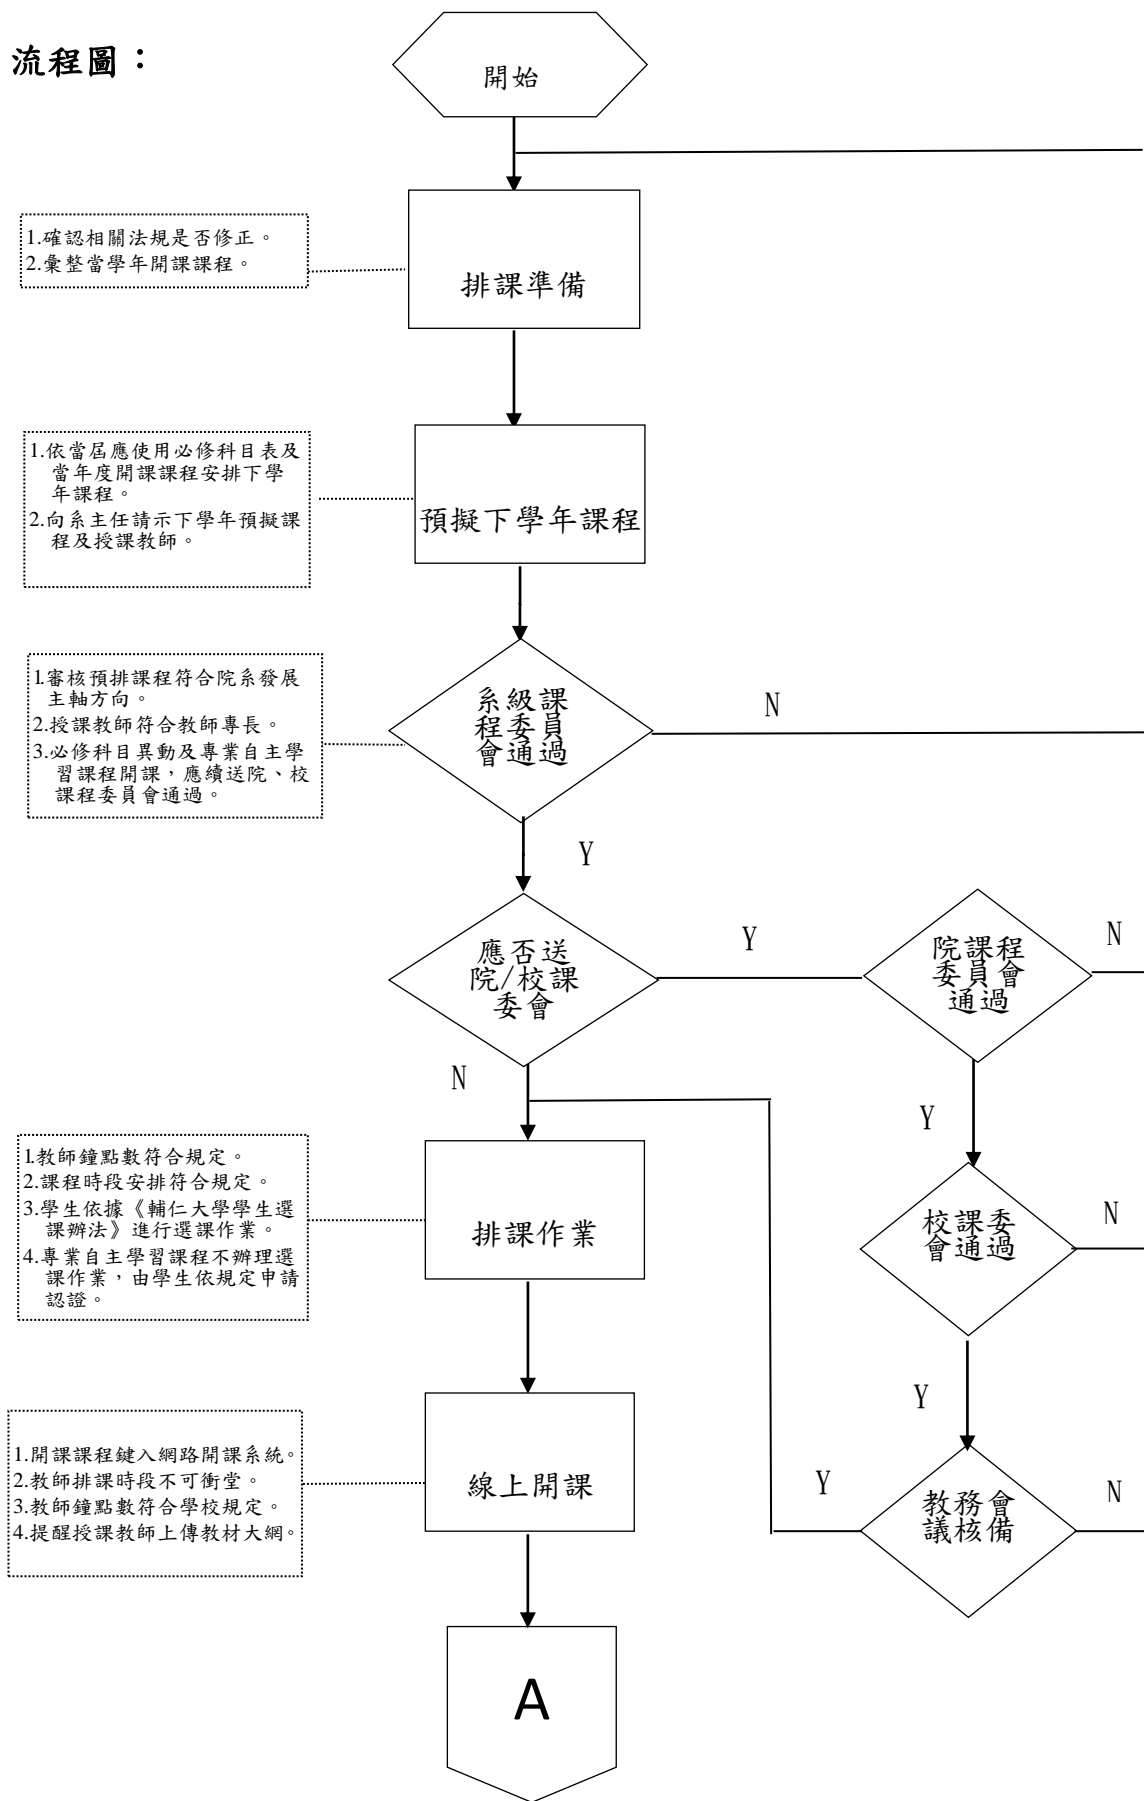 流程圖：
開始
1.確認相關法規是否修正。
2.彙整當學年開課課程。
排課準備
1.依當屆應使用必修科目表及
當年度開課課程安排下學
年課程。
2.向系主任請示下學年預擬課
程及授課教師。
預擬下學年課程
1.審核預排課程符合院系發展
主軸方向。
2.授課教師符合教師專長。
3.必修科目異動及專業自主學
習課程開課，應續送院、校
課程委員會通過。
系級課
程委員
會通過
N
Y
應否送
院/校課
委會
Y
院課程
委員會
通過
N
N
Y
1.教師鐘點數符合規定。
2.課程時段安排符合規定。
3.學生依據《輔仁大學學生選
課辦法》進行選課作業。
4.專業自主學習課程不辦理選
課作業，由學生依規定申請
認證。
排課作業
校課委
會通過
N
Y
1.開課課程鍵入網路開課系統。
2.教師排課時段不可衝堂。
3.教師鐘點數符合學校規定。
4.提醒授課教師上傳教材大網。
線上開課
Y
教務會
議核備
N
A